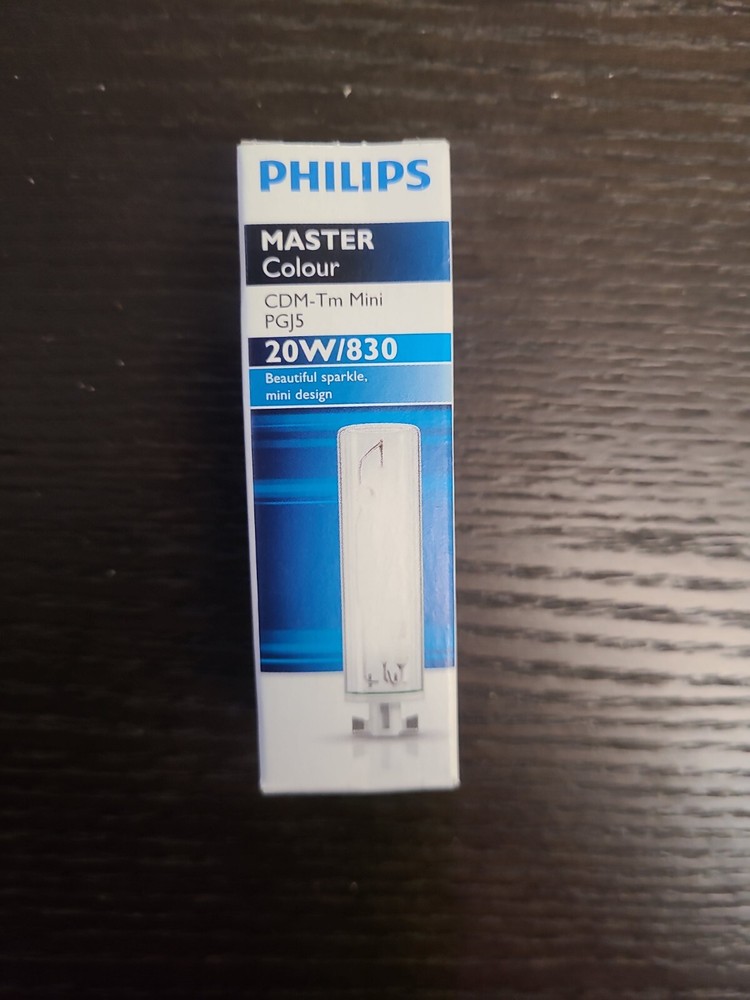 PHILIPS
MASTER
Colour
CDM-Tm Mini
PGJ5
20W/830
Beautiful sparkle,
mini design